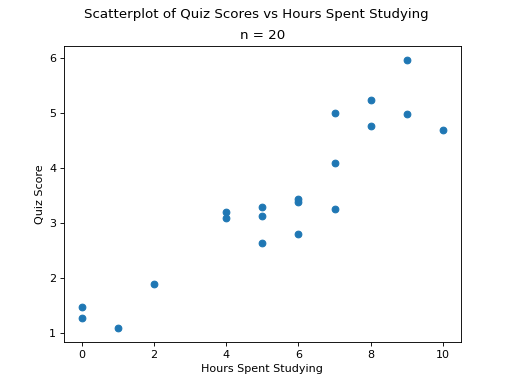 Scatterplot of Quiz Scores vs Hours Spent Studying
n = 20
6
5
4
3
2
1
Quiz Score
0 2 4 6 8 10
Hours Spent Studying